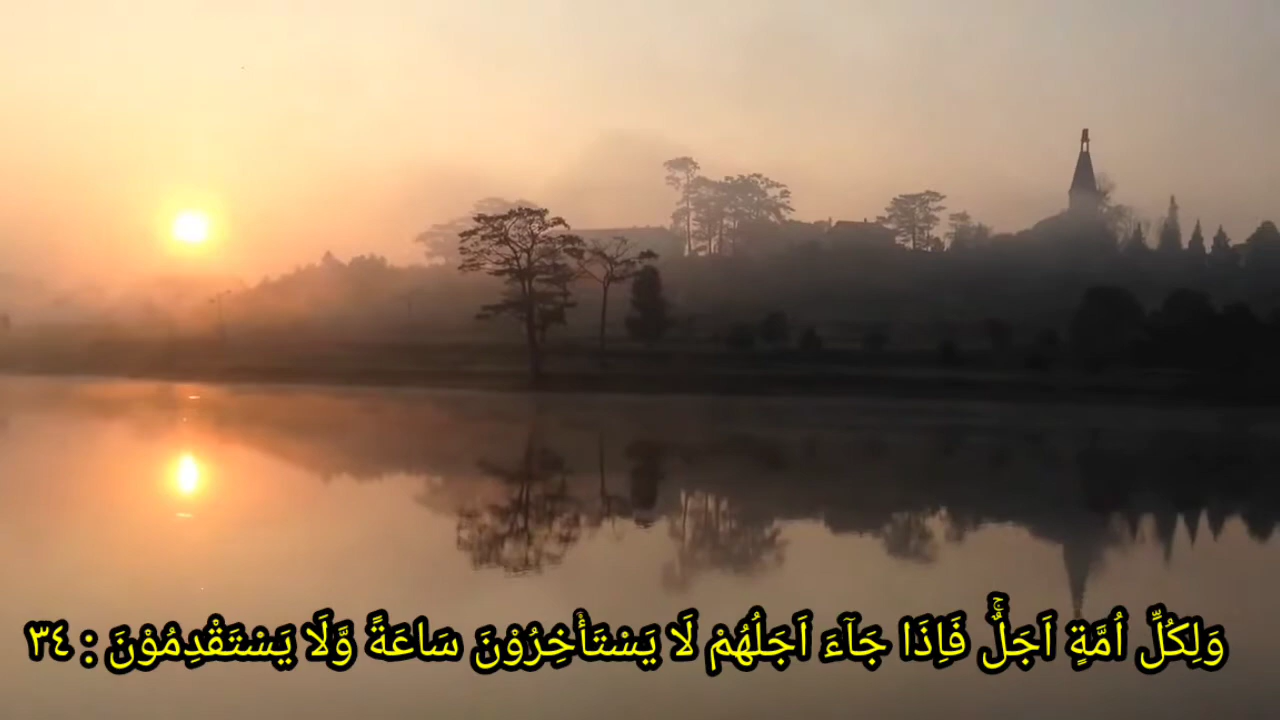 وَلِكُلِّ اُمَّةٍ اَجَلٌۚ فَاِذَا جَآءَ اَجَلُهُمْ لَا يَسْتَأْخِرُوْنَ سَاعَةً وَّلَا يَسْتَقْدِمُوْنَ : ٣٤